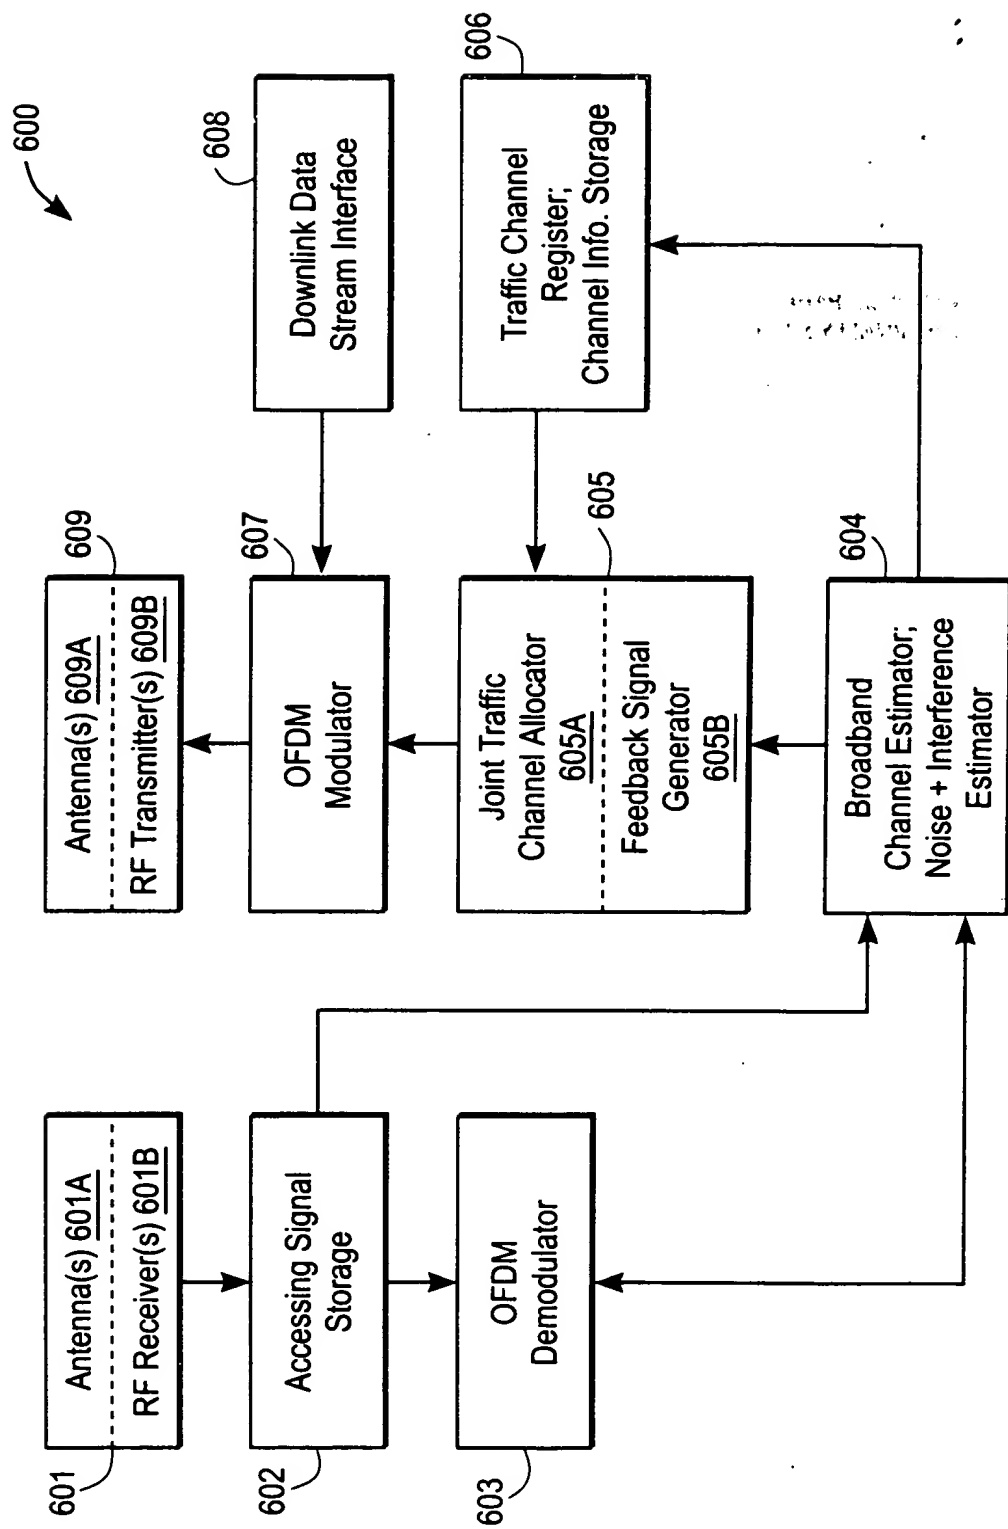 600
601
Antenna(s) 601A
RF Receiver(s) 601B
602
Accessing Signal
Storage
603
OFDM
Demodulator
609
Antenna(s) 609A
RF Transmitter(s) 609B
607
OFDM
Modulator
605
Joint Traffic
Channel Allocator
605A
Feedback Signal
Generator
605B
604
Broadband
Channel Estimator;
Noise + Interference
Estimator
608
Downlink Data
Stream Interface
606
Traffic Channel
Register;
Channel Info. Storage